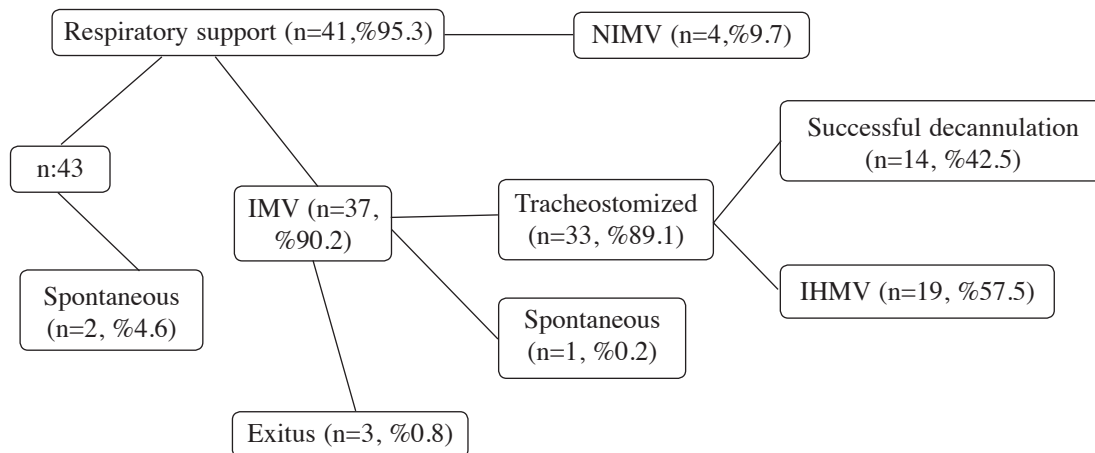 Respiratory support (n=41,%95.3)
NIMV (n=4,%9.7)
Successful decannulation
(n=14, %42.5)
n:43
IMV (n=37,
%90.2)
Tracheostomized
(n=33, %89.1)
IHMV (n=19, %57.5)
Spontaneous
(n=2, %4.6)
Spontaneous
(n=1, %0.2)
Exitus (n=3, %0.8)